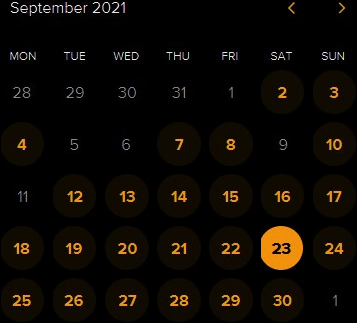 September 2021
MON TUE WED THU FRI SAT SUN
28 29 30 31 1 2 3
4 5 6 7 8 9 10
11 12 13 14 15 16 17
18 19 20 21 22 23 24
25 26 27 28 29 30 1